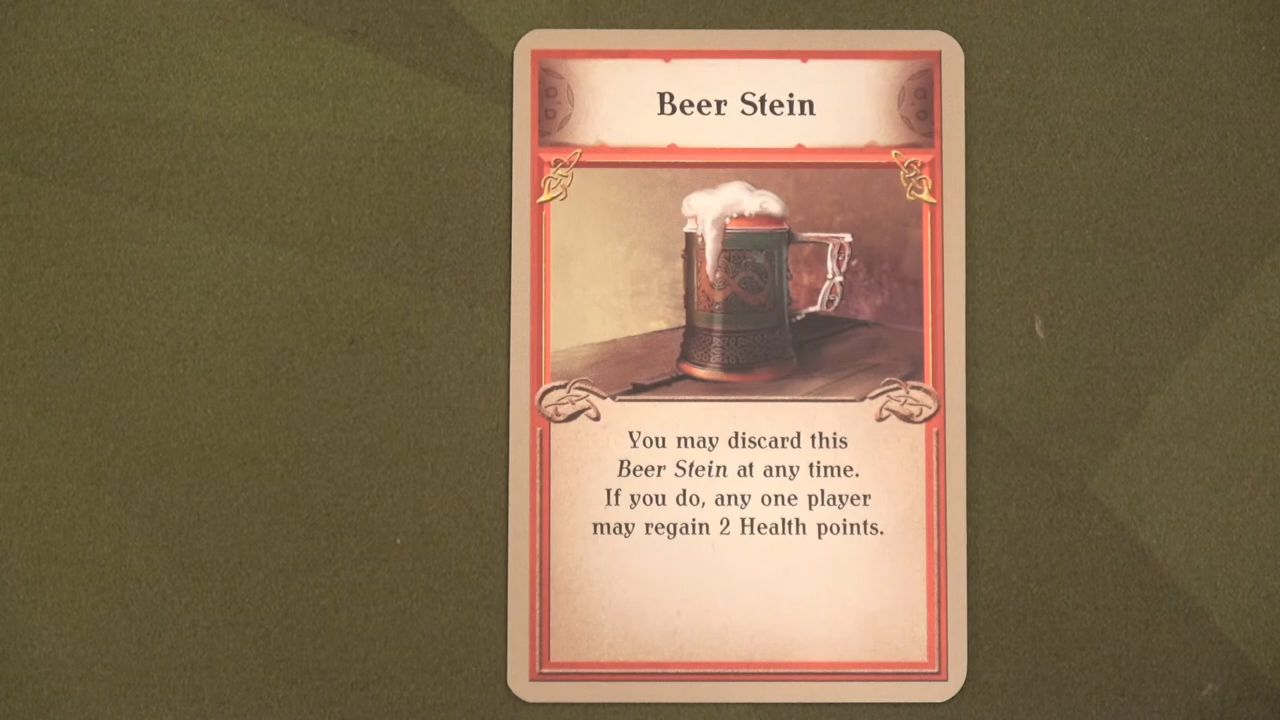 Beer Stein
You may discard this
Beer Stein at any time.
If you do, any one player
may regain 2 Health points.